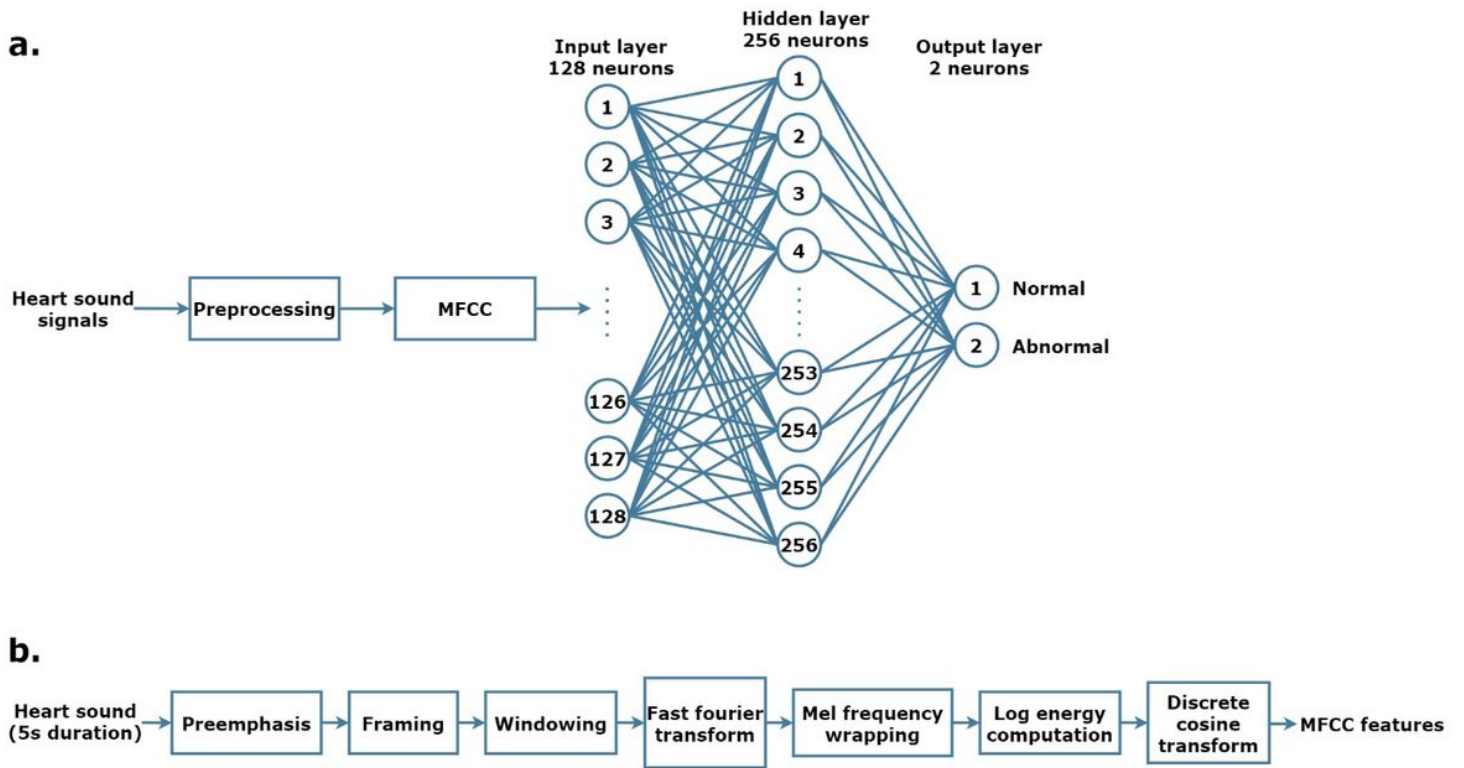 a.
Input layer
128 neurons
Hidden layer
256 neurons
Output layer
2 neurons
1
2
3
126
127
128
1
2
3
4
253
254
255
256
1
2
Normal
Abnormal
Heart sound
signals
Preprocessing
MFCC
b.
Heart sound
(5s duration)
Preemphasis
Framing
Windowing
Fast fourier
transform
Mel frequency
wrapping
Log energy
computation
Discrete
cosine
transform
MFCC features